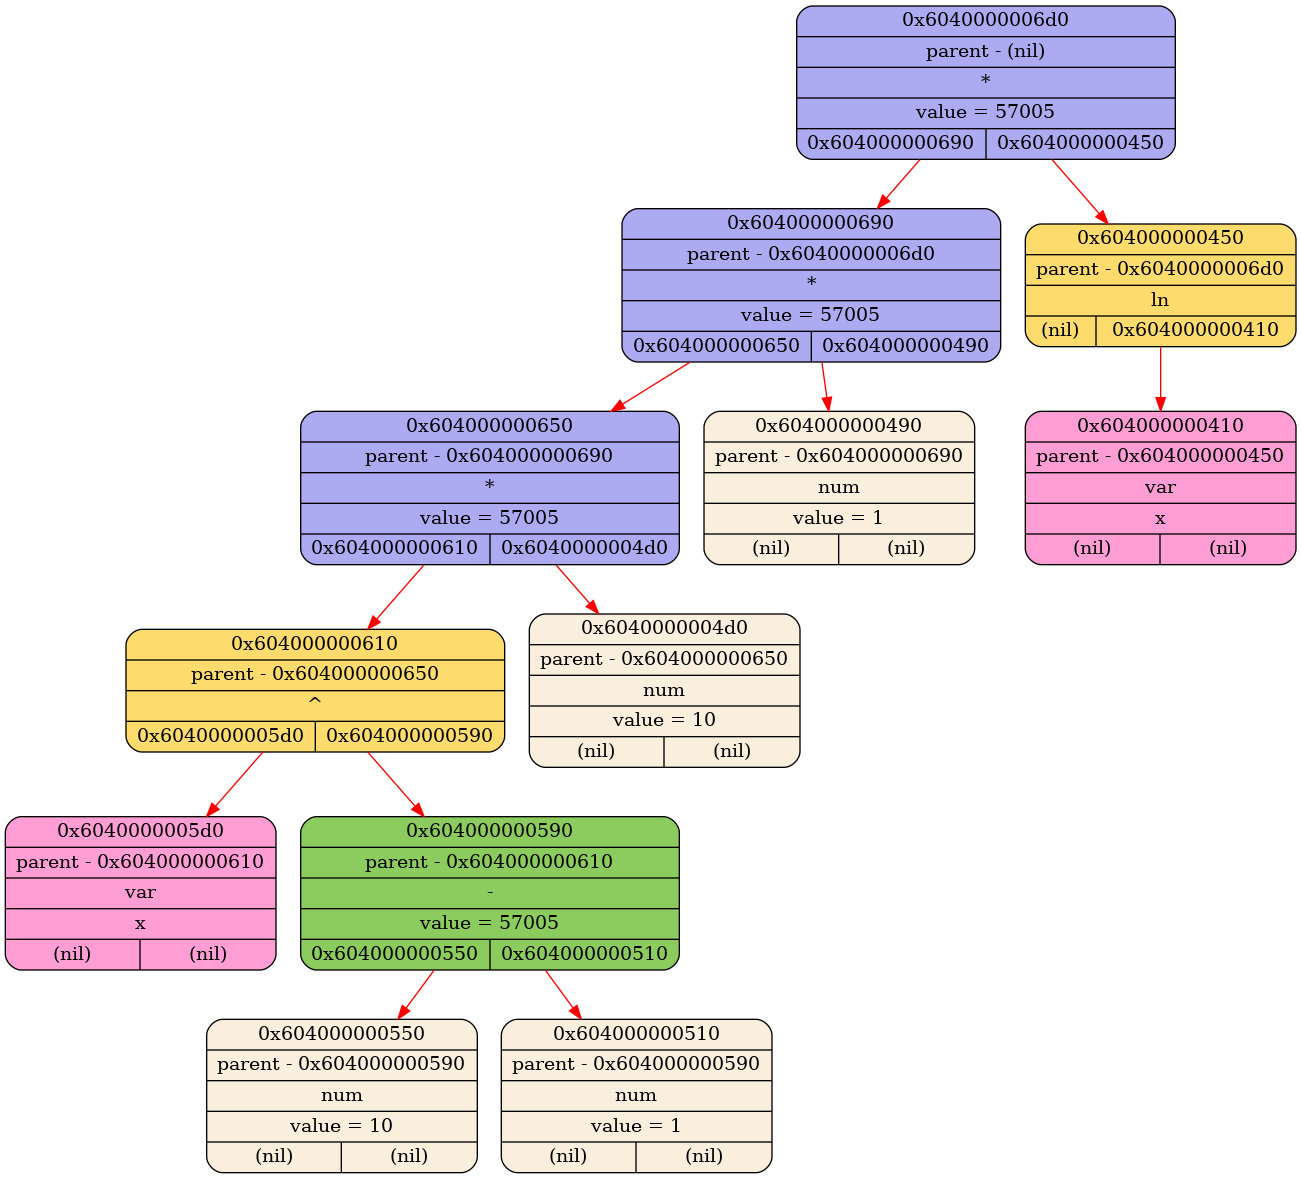 0x6040000006d0
parent - (nil)
*
value = 57005
0x604000000690 0x604000000450
0x604000000690
parent - 0x6040000006d0
*
value = 57005
0x604000000650 0x604000000490
0x604000000450
parent - 0x6040000006d0
ln
(nil) 0x604000000410
0x604000000650
parent - 0x604000000690
*
value = 57005
0x604000000610 0x6040000004d0
0x604000000490
parent - 0x604000000690
num
value = 1
(nil) (nil)
0x604000000410
parent - 0x604000000450
var
x
(nil) (nil)
0x604000000610
parent - 0x604000000650
^
0x6040000005d0 0x604000000590
0x6040000004d0
parent - 0x604000000650
num
value = 10
(nil) (nil)
0x6040000005d0
parent - 0x604000000610
var
x
(nil) (nil)
0x604000000590
parent - 0x604000000610
-
value = 57005
0x604000000550 0x604000000510
0x604000000550
parent - 0x604000000590
num
value = 10
(nil) (nil)
0x604000000510
parent - 0x604000000590
num
value = 1
(nil) (nil)